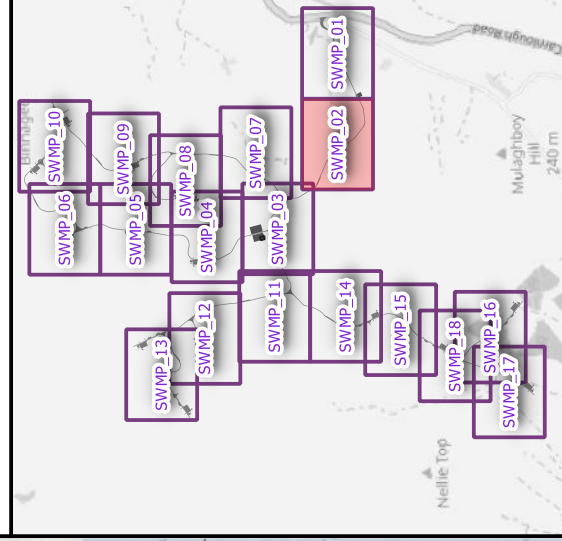 SWMP_01
Carnlough Road
SWMP_02
SWMP_10
SWMP_09
SWMP_08
SWMP_07
SWMP_06
SWMP_05
SWMP_04
SWMP_03
Mulaghboy
Hill
240 m
SWMP_11
SWMP_14
SWMP_12
SWMP_13
SWMP_15
SWMP_18
SWMP_16
SWMP_17
Nellie Top